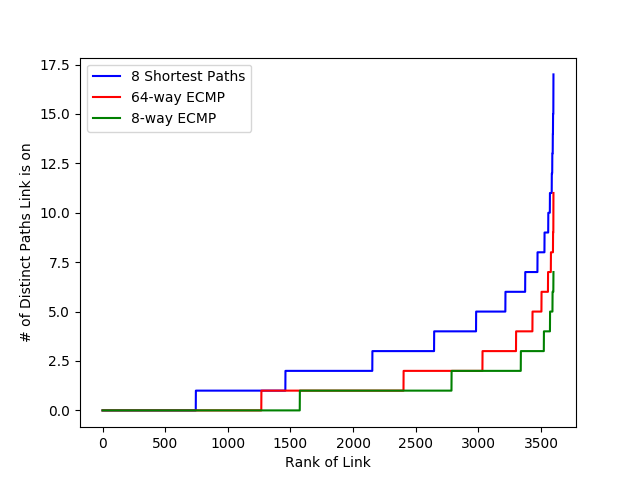 17.5
15.0
12.5
10.0
7.5
5.0
2.5
0.0
# of Distinct Paths Link is on
8 Shortest Paths
64-way ECMP
8-way ECMP
0 500 1000 1500 2000 2500 3000 3500
Rank of Link